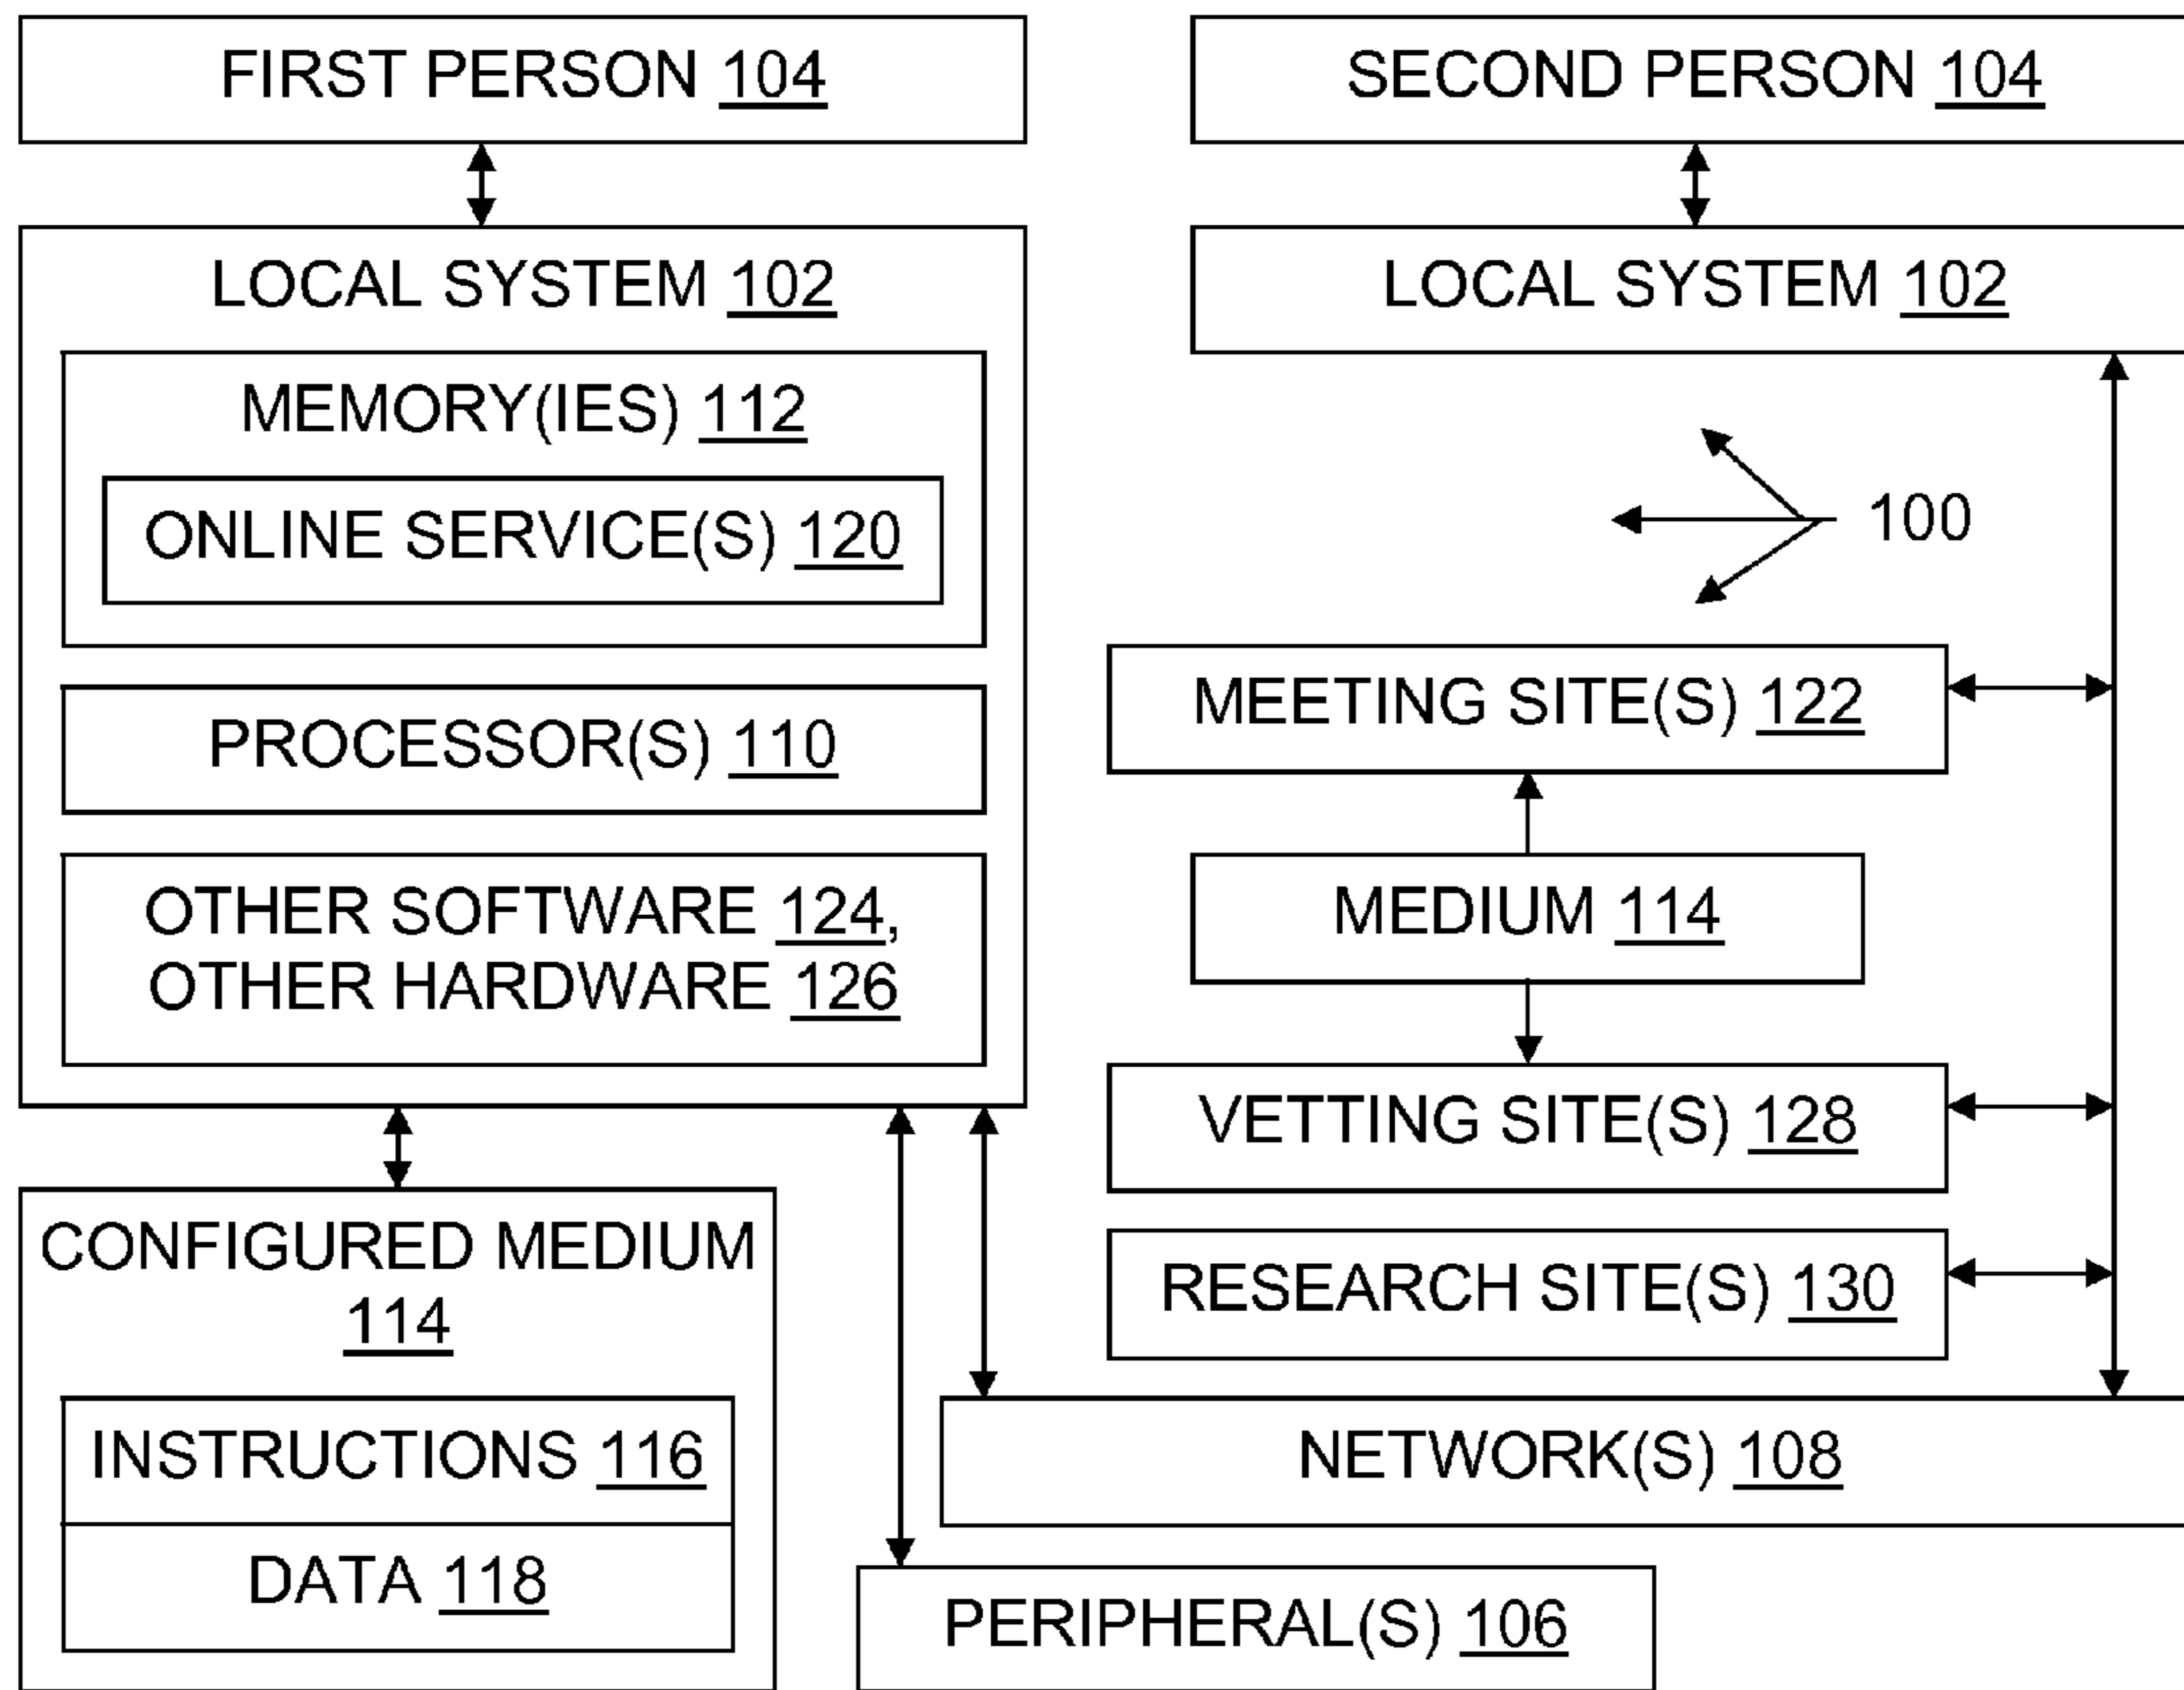 FIRST PERSON 104
SECOND PERSON 104
LOCAL SYSTEM 102
LOCAL SYSTEM 102
MEMORY(IES) 112
ONLINE SERVICE(S) 120
100
PROCESSOR(S) 110
MEETING SITE(S) 122
OTHER SOFTWARE 124,
OTHER HARDWARE 126
MEDIUM 114
VETTING SITE(S) 128
CONFIGURED MEDIUM
114
RESEARCH SITE(S) 130
INSTRUCTIONS 116
NETWORK(S) 108
DATA 118
PERIPHERAL(S) 106